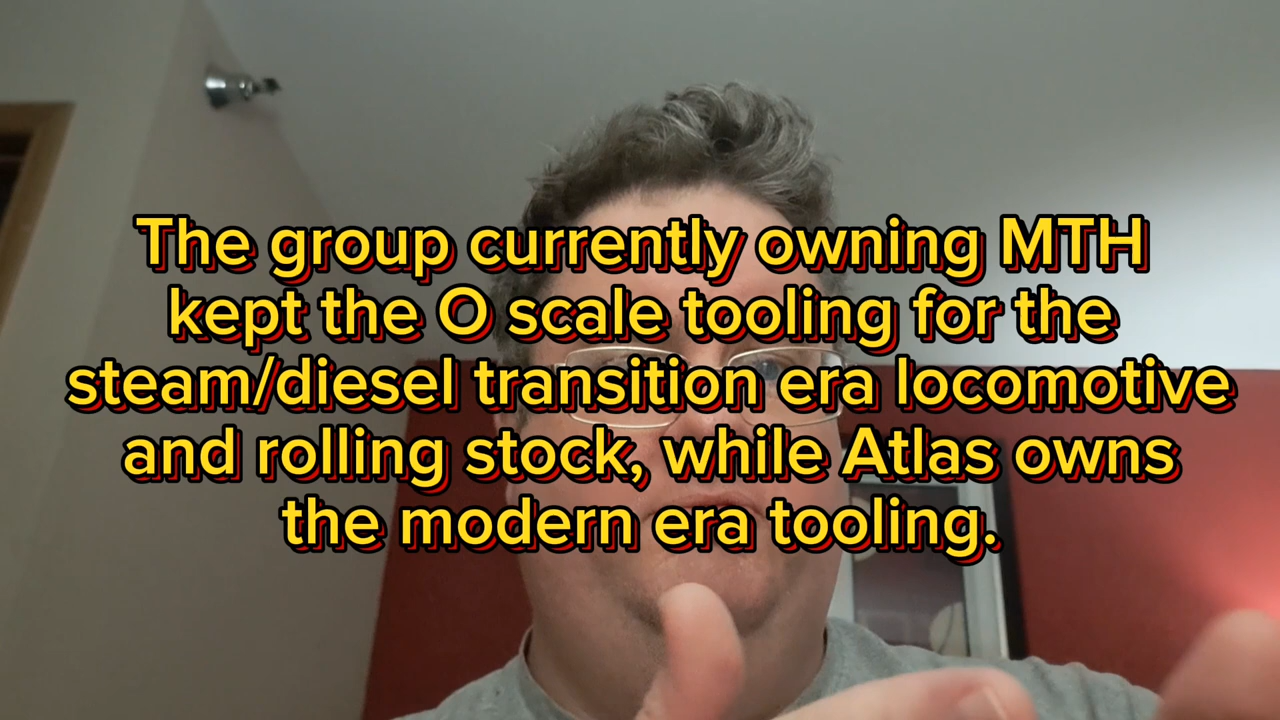 The group currently owning MTH
kept the O scale tooling for the
steam/diesel transition era locomotive
and rolling stock, while Atlas owns
the modern era tooling.